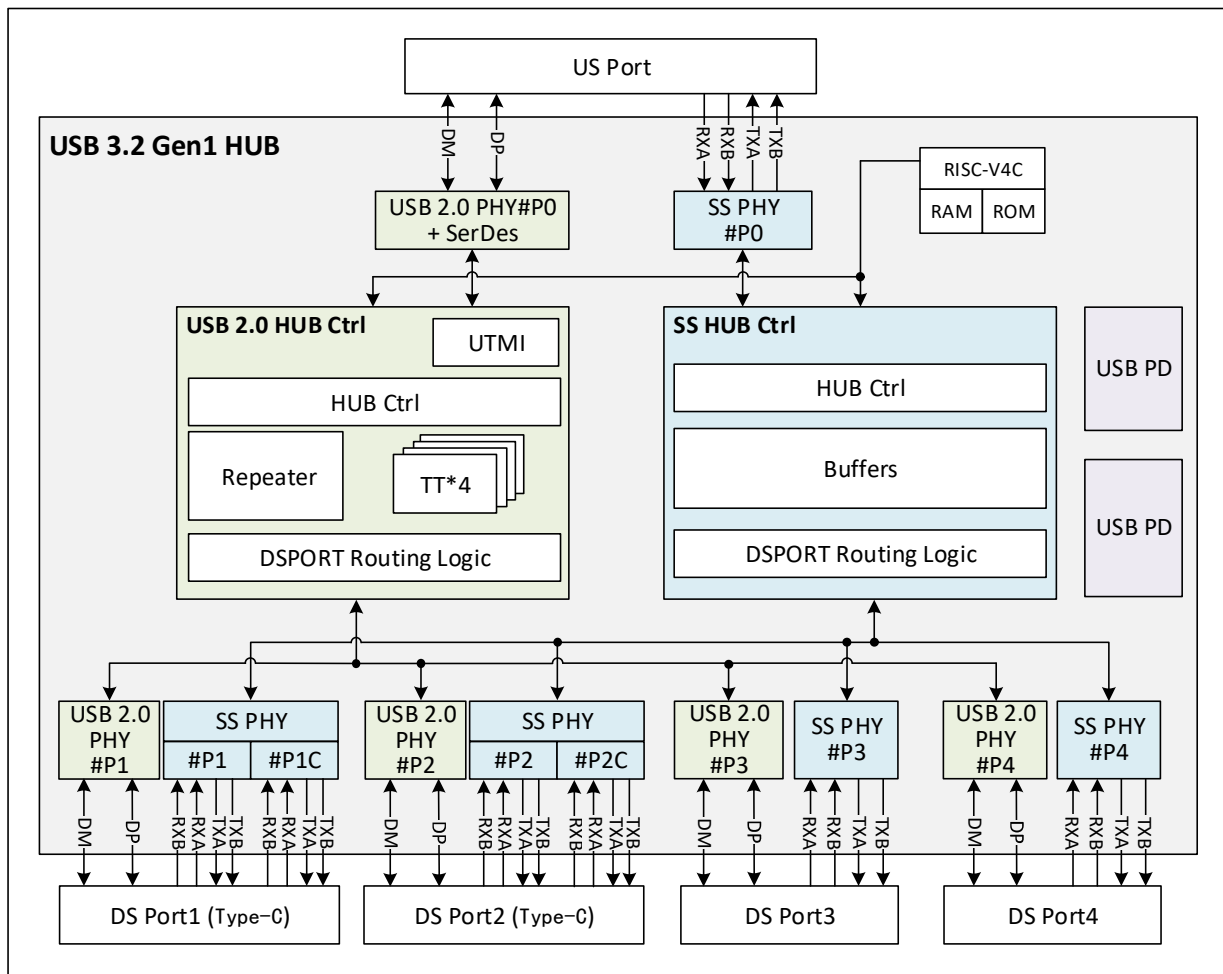 US Port
USB 3.2 Gen1 HUB
DM
DP
RXA
RXB
TXA
TXB
RISC-V4C
RAM
ROM
USB 2.0 PHY#P0
+ SerDes
SS PHY
#P0
USB 2.0 HUB Ctrl
UTMI
HUB Ctrl
Repeater
TT*4
DSPORT Routing Logic
SS HUB Ctrl
HUB Ctrl
Buffers
DSPORT Routing Logic
USB PD
USB PD
USB 2.0
PHY
#P1
SS PHY
#P1
#P1C
USB 2.0
PHY
#P2
SS PHY
#P2
#P2C
USB 2.0
PHY
#P3
SS PHY
#P3
USB 2.0
PHY
#P4
SS PHY
#P4
DM
DP
RXB
RXA
TXA
TXB
RXB
RXA
TXA
TXB
DM
DP
RXB
RXA
TXA
TXB
RXB
RXA
TXA
TXB
DM
DP
RXA
RXB
TXA
TXB
DM
DP
RXA
RXB
TXA
TXB
DS Port1 (Type-C)
DS Port2 (Type-C)
DS Port3
DS Port4